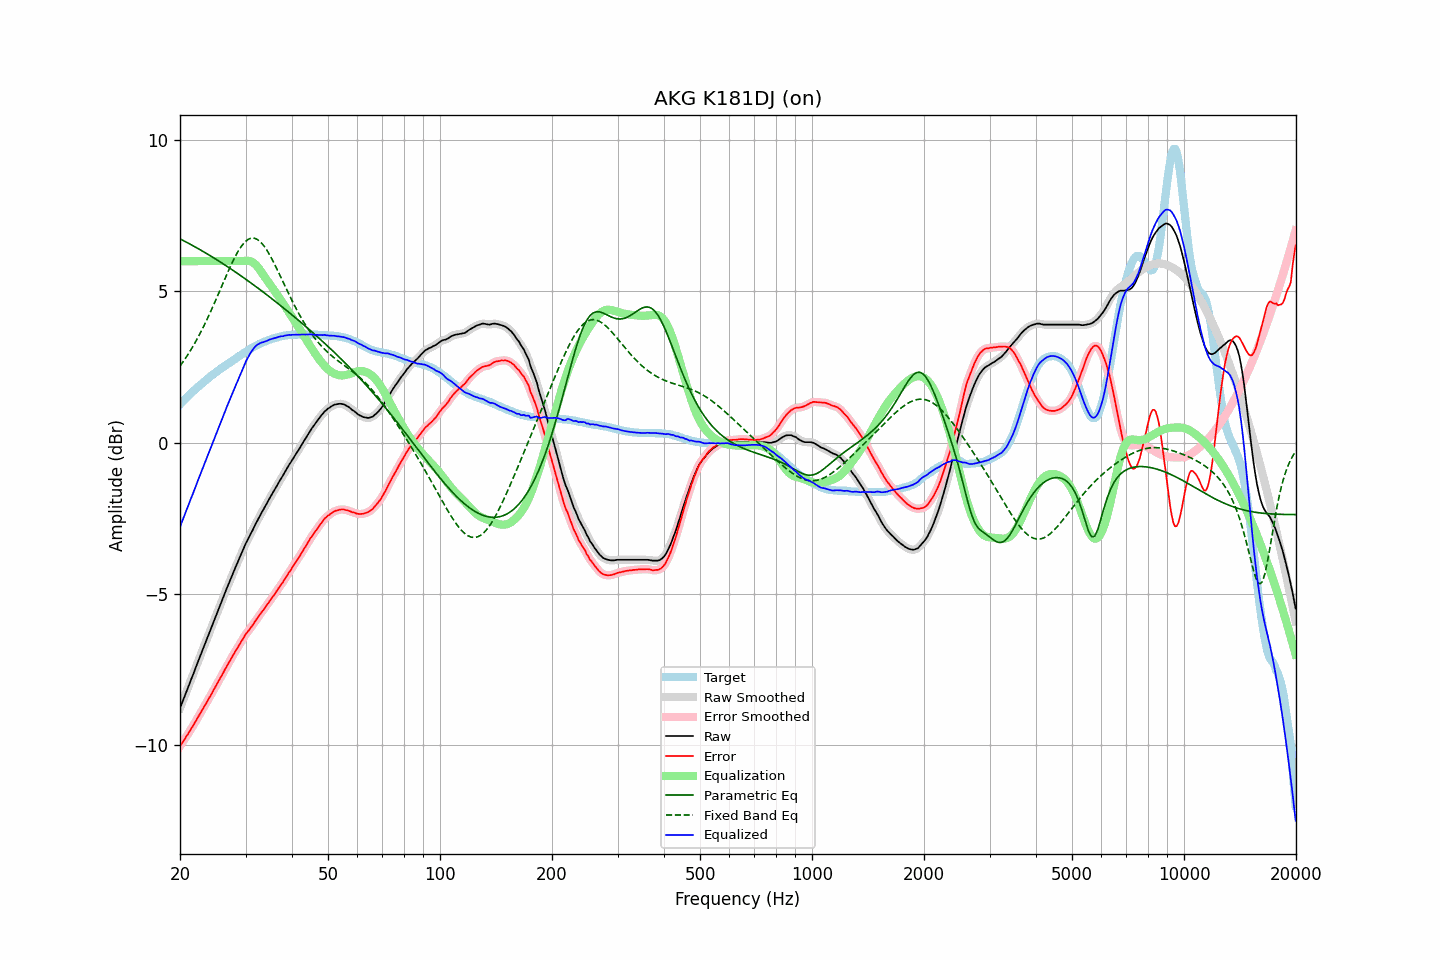 AKG K181DJ (on)
Amplitude (dBr)
10
5
0
−5
−10
Target
Raw Smoothed
Error Smoothed
Raw
Error
Equalization
Parametric Eq
Fixed Band Eq
Equalized
20
50
100
200
500
1000
2000
5000
10000
20000
Frequency (Hz)